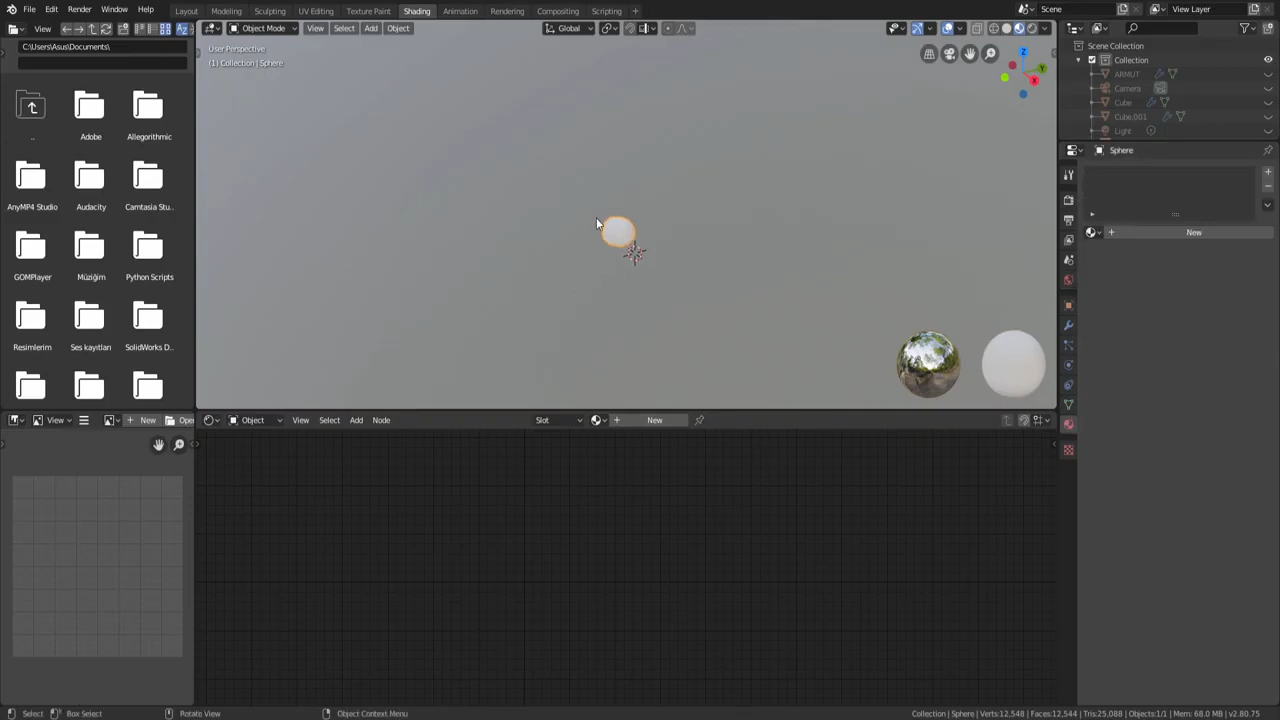 File Edit Render Window Help
Layout Modeling Sculpting UV Editing Texture Paint Shading Animation Rendering Compositing Scripting +
Scene
View Layer
View
C:\Users\Asus\Documents\
Object Mode View Select Add Object
Global
User Perspective
(1) Collection | Sphere
Z
Y
X
..
Adobe
Allegorithmic
AnyMP4 Studio
Audacity
Camtasia Stu..
GOMPlayer
Müziğim
Python Scripts
Resimlerim
Ses kayıtları
SolidWorks D..
Scene Collection
Collection
ARMUT
Camera
Cube
Cube.001
Light
Sphere
New
View
New
Open
Object View Select Add Node
Slot
New
Select
Box Select
Rotate View
Object Context Menu
Collection | Sphere | Verts:12,548 | Faces:12,544 | Tris:25,088 | Objects:1/1 | Mem: 68.0 MB | v2.80.75